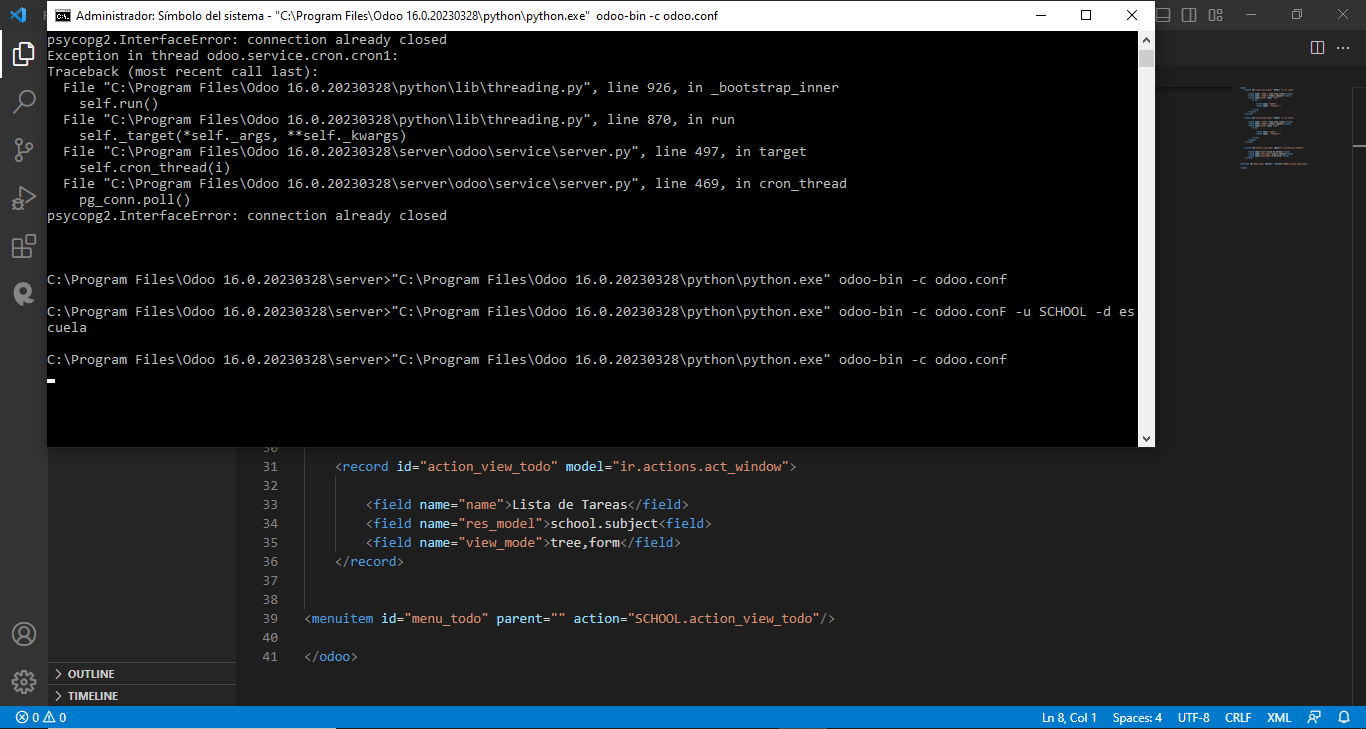 Administrador: Símbolo del sistema - "C:\Program Files\Odoo 16.0.20230328\python\python.exe" odoo-bin -c odoo.conf
psycopg2.InterfaceError: connection already closed
Exception in thread odoo.service.cron.cron1:
Traceback (most recent call last):
  File "C:\Program Files\Odoo 16.0.20230328\python\lib\threading.py", line 926, in _bootstrap_inner
    self.run()
  File "C:\Program Files\Odoo 16.0.20230328\python\lib\threading.py", line 870, in run
    self._target(*self._args, **self._kwargs)
  File "C:\Program Files\Odoo 16.0.20230328\server\odoo\service\server.py", line 497, in target
    self.cron_thread(i)
  File "C:\Program Files\Odoo 16.0.20230328\server\odoo\service\server.py", line 469, in cron_thread
    pg_conn.poll()
psycopg2.InterfaceError: connection already closed
C:\Program Files\Odoo 16.0.20230328\server>"C:\Program Files\Odoo 16.0.20230328\python\python.exe" odoo-bin -c odoo.conf
C:\Program Files\Odoo 16.0.20230328\server>"C:\Program Files\Odoo 16.0.20230328\python\python.exe" odoo-bin -c odoo.conF -u SCHOOL -d es
cuela
C:\Program Files\Odoo 16.0.20230328\server>"C:\Program Files\Odoo 16.0.20230328\python\python.exe" odoo-bin -c odoo.conf
30
31 <record id="action_view_todo" model="ir.actions.act_window">
32
33 <field name="name">Lista de Tareas</field>
34 <field name="res_model">school.subject<field>
35 <field name="view_mode">tree,form</field>
36 </record>
37
38
39 <menuitem id="menu_todo" parent="" action="SCHOOL.action_view_todo"/>
40
41 </odoo>
OUTLINE
TIMELINE
0 0 Ln 8, Col 1 Spaces: 4 UTF-8 CRLF XML